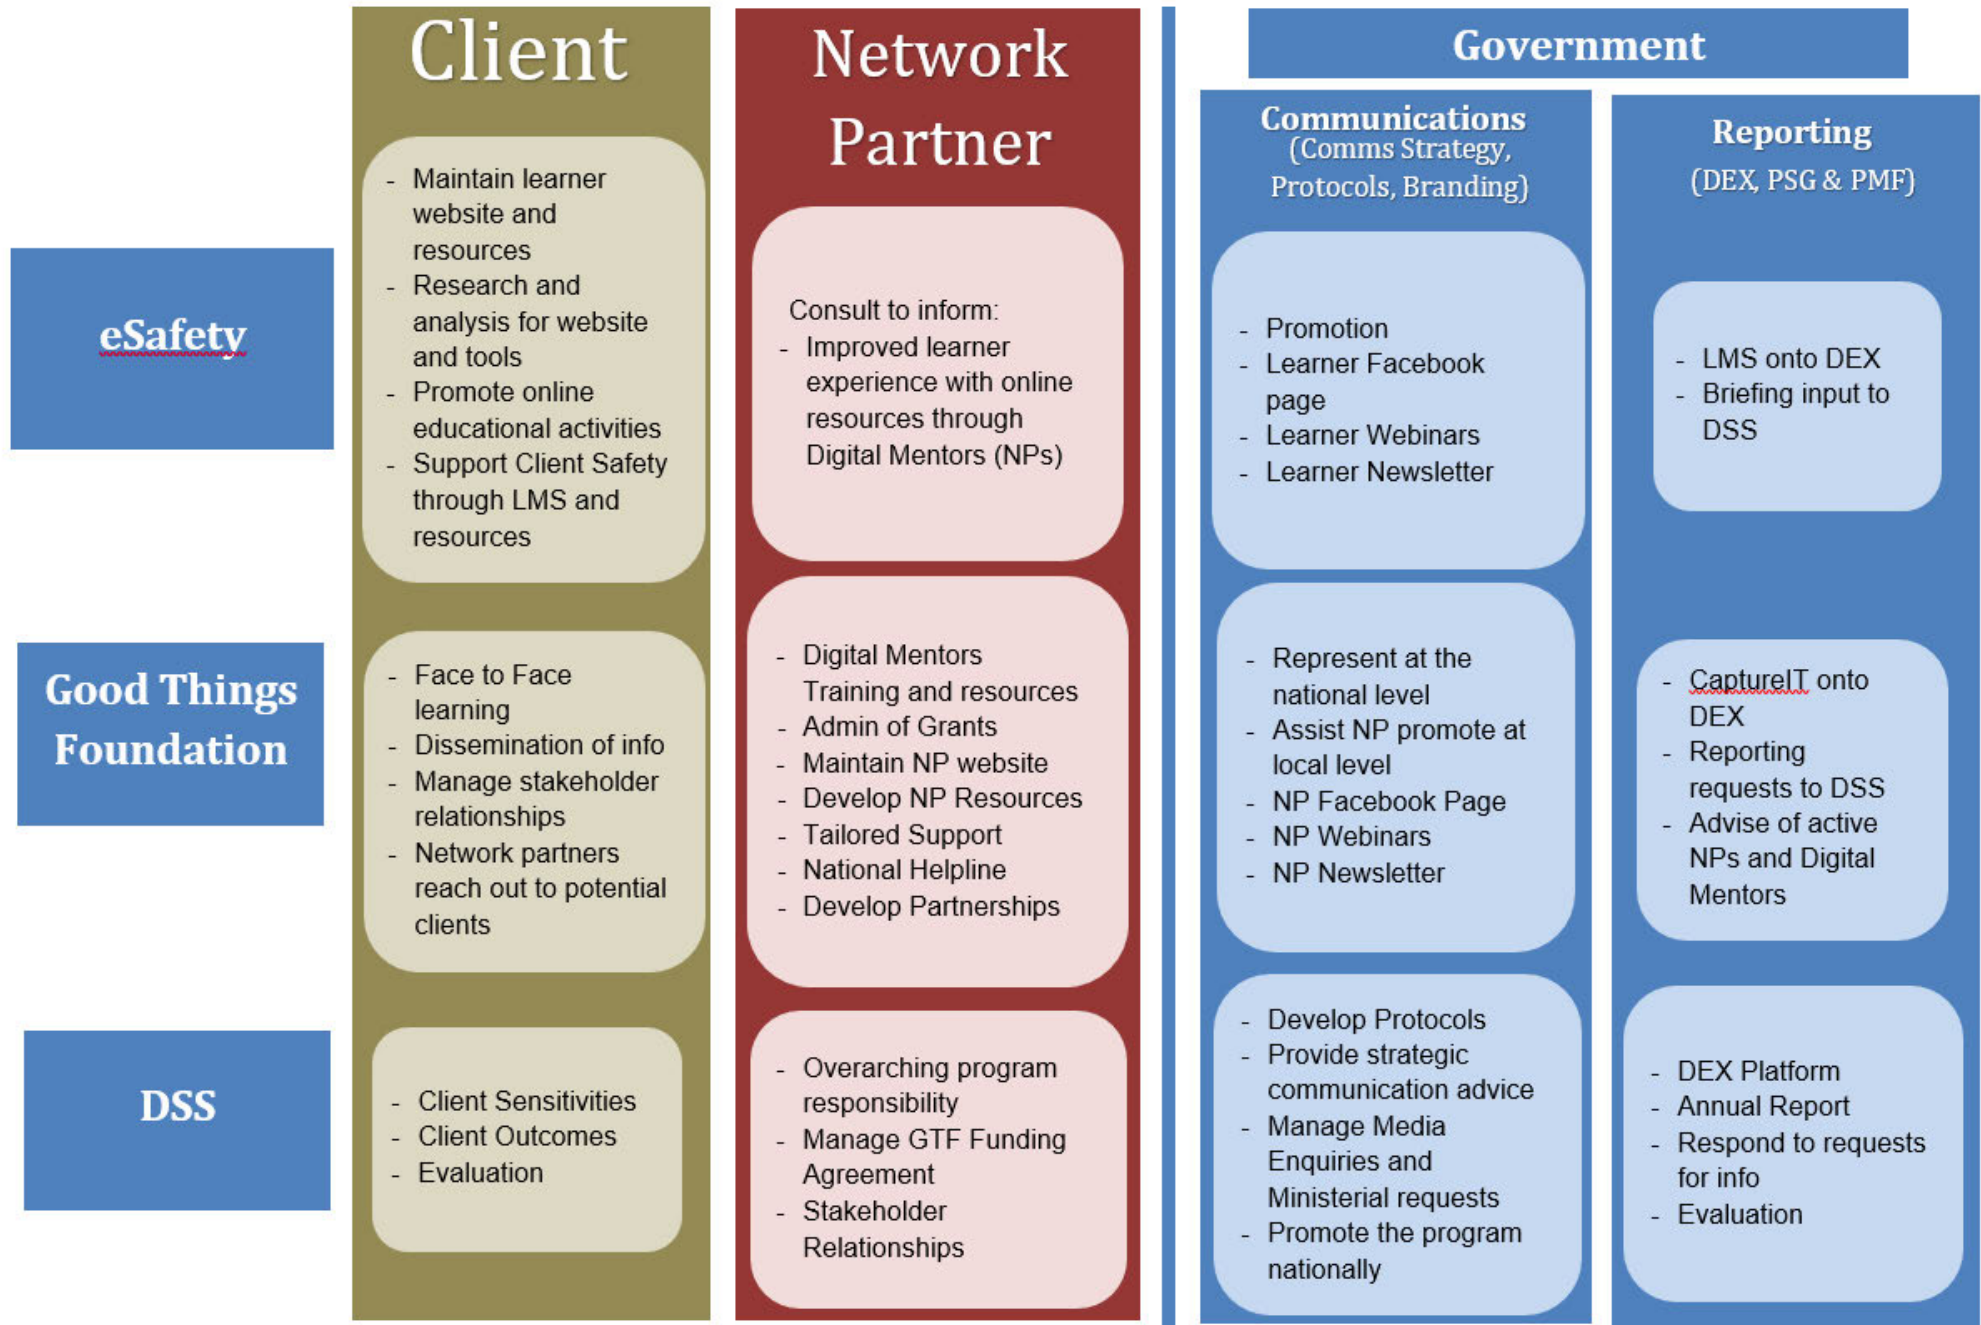 Client
Network
Partner
Government
Communications
(Comms Strategy,
Protocols, Branding)
Reporting
(DEX, PSG & PMF)
eSafety
- Maintain learner
website and
resources
- Research and
analysis for website
and tools
- Promote online
educational activities
- Support Client Safety
through LMS and
resources
Consult to inform:
- Improved learner
experience with online
resources through
Digital Mentors (NPs)
- Promotion
- Learner Facebook
page
- Learner Webinars
- Learner Newsletter
- LMS onto DEX
- Briefing input to
DSS
Good Things
Foundation
- Face to Face
learning
- Dissemination of info
- Manage stakeholder
relationships
- Network partners
reach out to potential
clients
- Digital Mentors
Training and resources
- Admin of Grants
- Maintain NP website
- Develop NP Resources
- Tailored Support
- National Helpline
- Develop Partnerships
- Represent at the
national level
- Assist NP promote at
local level
- NP Facebook Page
- NP Webinars
- NP Newsletter
- CaptureIT onto
DEX
- Reporting
requests to DSS
- Advise of active
NPs and Digital
Mentors
DSS
- Client Sensitivities
- Client Outcomes
- Evaluation
- Overarching program
responsibility
- Manage GTF Funding
Agreement
- Stakeholder
Relationships
- Develop Protocols
- Provide strategic
communication advice
- Manage Media
Enquiries and
Ministerial requests
- Promote the program
nationally
- DEX Platform
- Annual Report
- Respond to requests
for info
- Evaluation